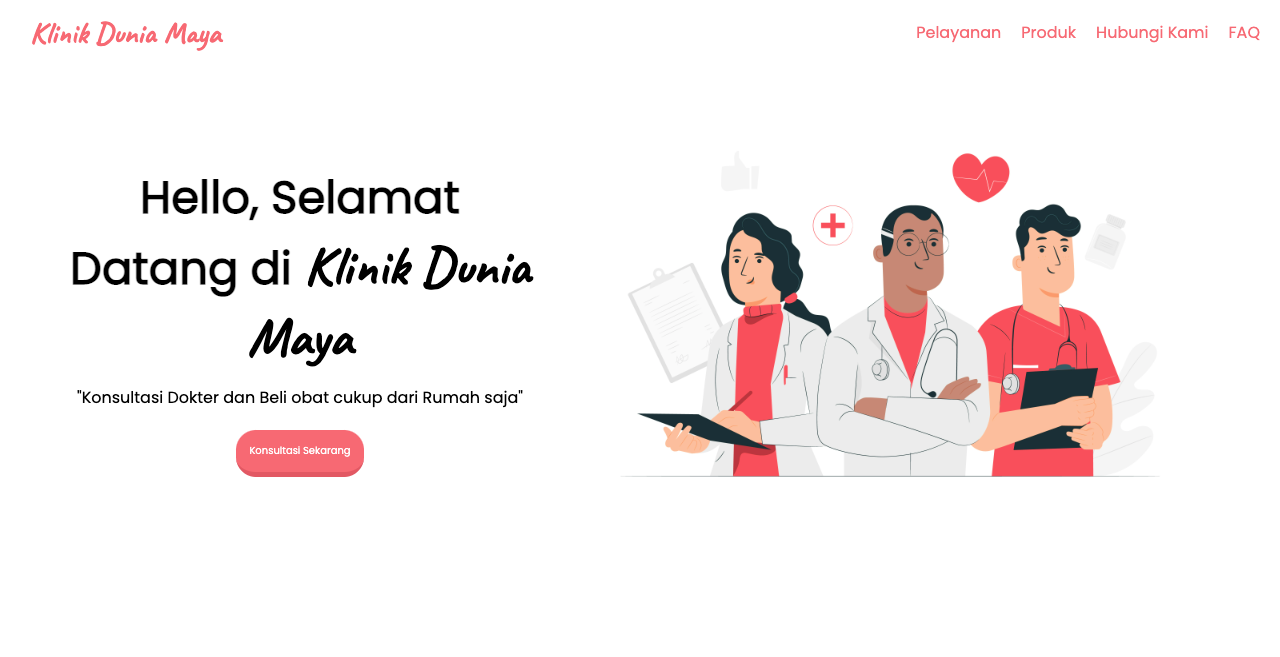 Klinik Dunia Maya
Pelayanan Produk Hubungi Kami FAQ
Hello, Selamat
Datang di Klinik Dunia
Maya
"Konsultasi Dokter dan Beli obat cukup dari Rumah saja"
Konsultasi Sekarang